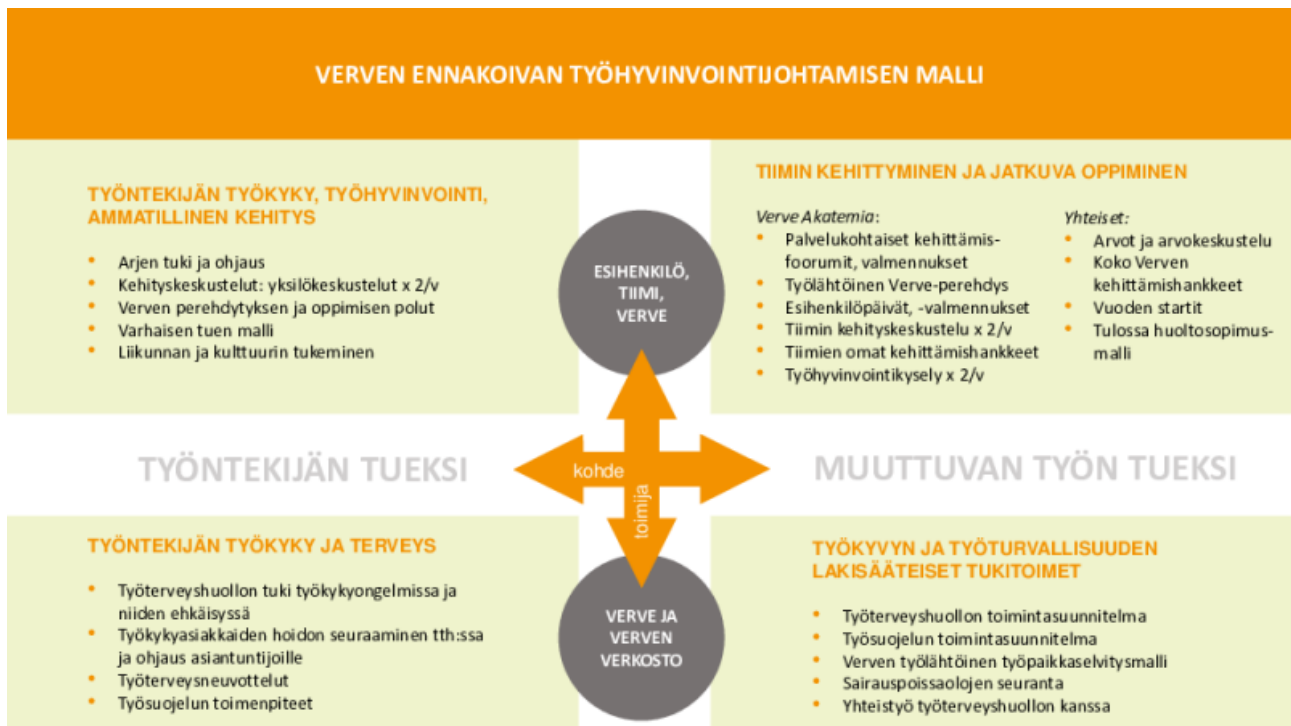 VERVEN ENNAKOIVAN TYÖHYVINVOINTIJOHTAMISEN MALLI
TYÖNTEKIJÄN TYÖKYKY, TYÖHYVINVOINTI,
AMMATILLINEN KEHITYS
• Arjen tuki ja ohjaus
• Kehityskeskustelut: yksilökeskustelut x 2/v
• Verven perehdytyksen ja oppimisen polut
• Varhaisen tuen malli
• Liikunnan ja kulttuurin tukeminen
ESIHENKILÖ,
TIIMI,
VERVE
TIIMIN KEHITTYMINEN JA JATKUVA OPPIMINEN
Verve Akatemia:
• Palvelukohtaiset kehittämis-
foorumit, valmennukset
• Työlähtöinen Verve-perehdys
• Esihenkilöpäivät, -valmennukset
• Tiimin kehityskeskustelu x 2/v
• Tiimien omat kehittämishankkeet
• Työhyvinvointikysely x 2/v
Yhteiset:
• Arvot ja arvokeskustelu
• Koko Verven
kehittämishankkeet
• Vuoden startit
• Tulossa huoltosopimus-
malli
TYÖNTEKIJÄN TUEKSI
kohde
toimija
MUUTTUVAN TYÖN TUEKSI
TYÖNTEKIJÄN TYÖKYKY JA TERVEYS
• Työterveyshuollon tuki työkykyongelmissa ja
niiden ehkäisyssä
• Työkykyasiakkaiden hoidon seuraaminen tth:ssa
ja ohjaus asiantuntijoille
• Työterveysneuvottelut
• Työsuojelun toimenpiteet
VERVE JA
VERVEN
VERKOSTO
TYÖKYVYN JA TYÖTURVALLISUUDEN
LAKISÄÄTEISET TUKITOIMET
• Työterveyshuollon toimintasuunnitelma
• Työsuojelun toimintasuunnitelma
• Verven työlähtöinen työpaikkaselvitysmalli
• Sairauspoissaolojen seuranta
• Yhteistyö työterveyshuollon kanssa